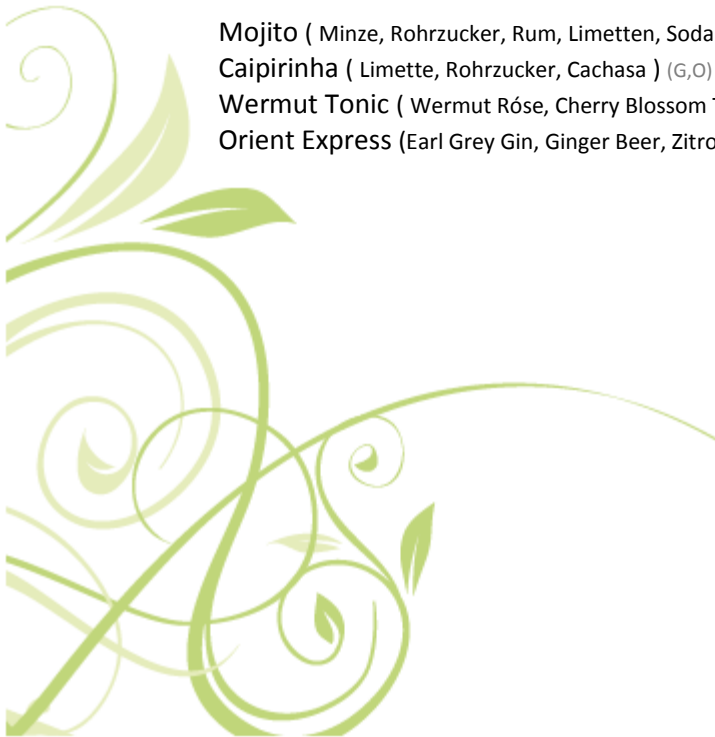 Mojito ( Minze, Rohrzucker, Rum, Limetten, Soda
Caipirinha ( Limette, Rohrzucker, Cachasa ) (G,O)
Wermut Tonic ( Wermut Róse, Cherry Blossom
Orient Express (Earl Grey Gin, Ginger Beer,